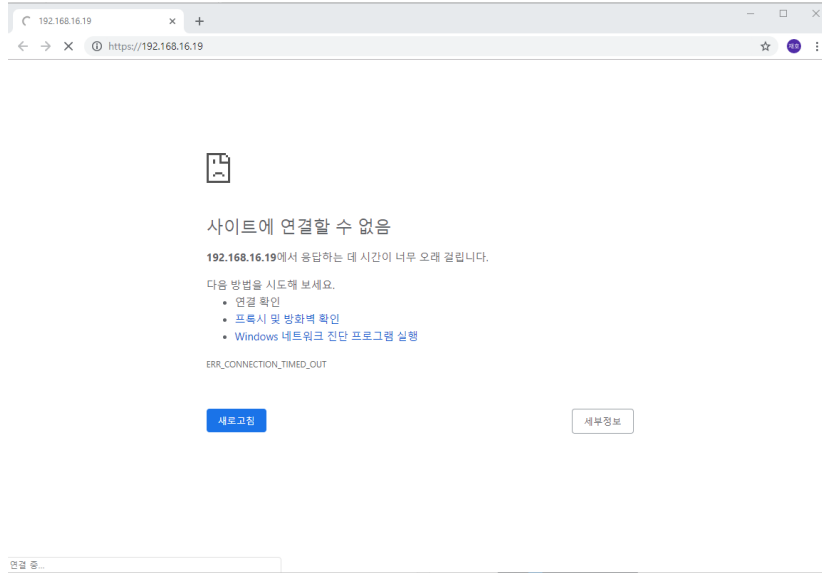 192.168.16.19
https://192.168.16.19
재호
사이트에 연결할 수 없음
192.168.16.19에서 응답하는 데 시간이 너무 오래 걸립니다.
다음 방법을 시도해 보세요.
연결 확인
프록시 및 방화벽 확인
Windows 네트워크 진단 프로그램 실행
ERR_CONNECTION_TIMED_OUT
새로고침
세부정보
연결 중...